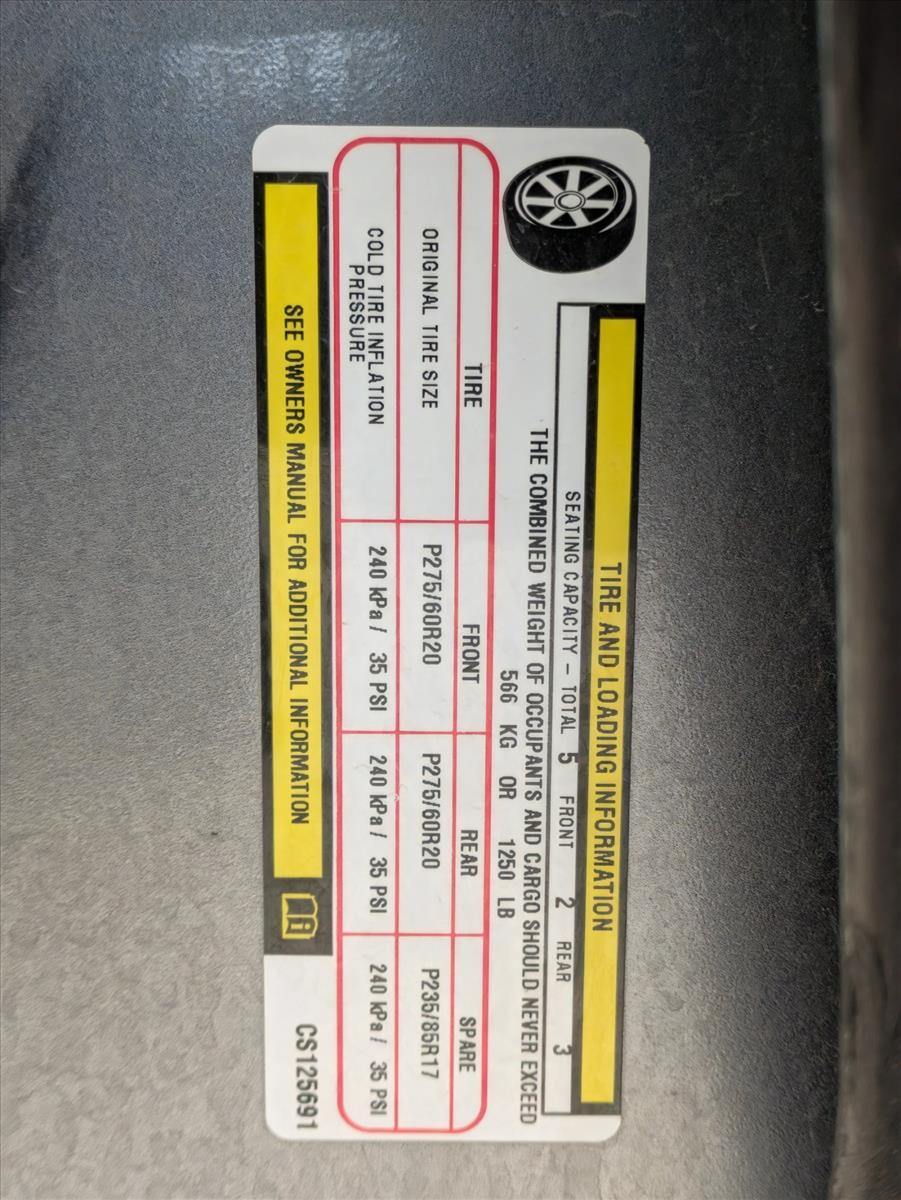 TIRE AND LOADING INFORMATION
SEATING CAPACITY – TOTAL 5 FRONT 2 REAR 3
THE COMBINED WEIGHT OF OCCUPANTS AND CARGO SHOULD NEVER EXCEED
566 KG OR 1250 LB
TIRE FRONT REAR SPARE
ORIGINAL TIRE SIZE P275/60R20 P275/60R20 P235/85R17
COLD TIRE INFLATION
PRESSURE 240 kPa / 35 PSI 240 kPa / 35 PSI 240 kPa / 35 PSI
SEE OWNERS MANUAL FOR ADDITIONAL INFORMATION
CS125691